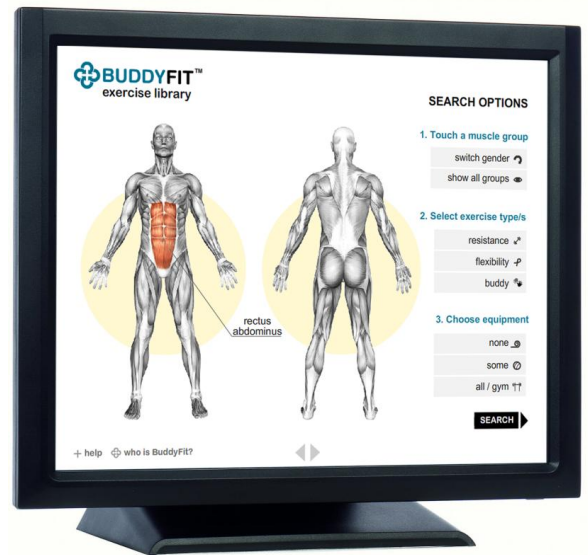 BUDDYFIT™
exercise library
SEARCH OPTIONS
1. Touch a muscle group
switch gender
show all groups
2. Select exercise type/s
resistance
flexibility
buddy
3. Choose equipment
none
some
all / gym
SEARCH
rectus
abdominus
+ help who is BuddyFit?